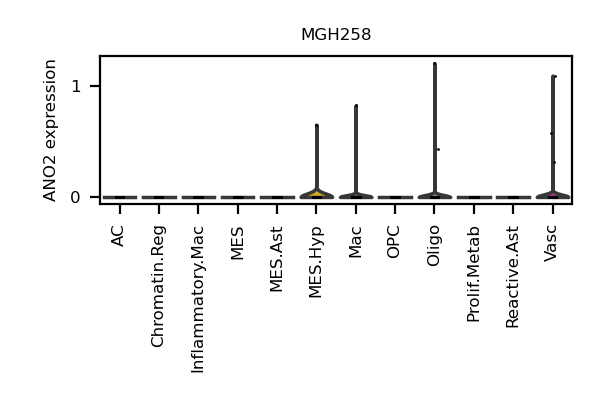 MGH258
ANO2 expression
1
0
AC
Chromatin.Reg
Inflammatory.Mac
MES
MES.Ast
MES.Hyp
Mac
OPC
Oligo
Prolif.Metab
Reactive.Ast
Vasc